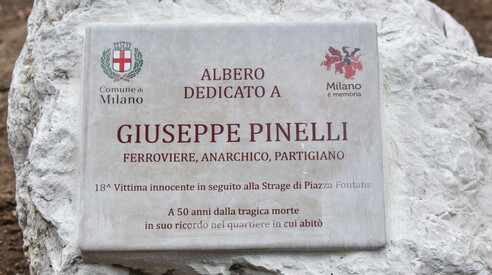 Comune di
Milano
Milano
è memoria
ALBERO
DEDICATO A
GIUSEPPE PINELLI
FERROVIERE, ANARCHICO, PARTIGIANO
18^ Vittima innocente in seguito alla Strage di Piazza Fontana
A 50 anni dalla tragica morte
in suo ricordo nel quartiere in cui abitò